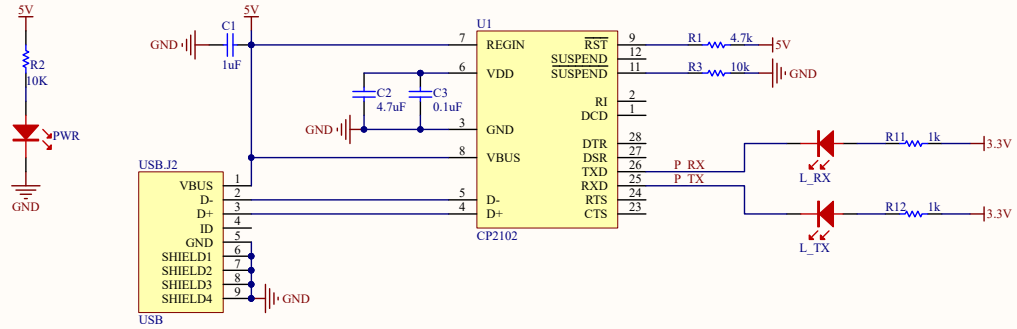 5V
R2
10K
PWR
GND
5V
C1
GND
1uF
U1
7 REGIN
RST 9
SUSPEND 12
6 VDD
SUSPEND 11
R1 4.7k
5V
R3 10k
GND
C2
4.7uF
C3
0.1uF
GND
3 GND
8 VBUS
RI 2
DCD 1
DTR 28
DSR 27
TXD 26
RXD 25
RTS 24
CTS 23
5 D-
4 D+
CP2102
P_RX
P_TX
L_RX
R11 1k
3.3V
L_TX
R12 1k
3.3V
USB.J2
VBUS 1
D- 2
D+ 3
ID 4
GND 5
SHIELD1 6
SHIELD2 7
SHIELD3 8
SHIELD4 9
GND
USB